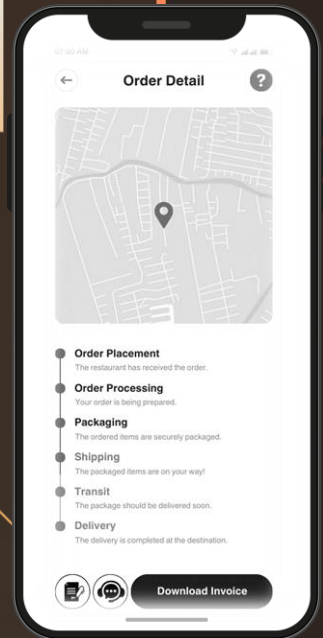 07:00 AM
Order Detail
?
Order Placement
The restaurant has received the order.
Order Processing
Your order is being prepared.
Packaging
The ordered items are securely packaged.
Shipping
The packaged items are on your way!
Transit
The package should be delivered soon.
Delivery
The delivery is completed at the destination.
Download Invoice